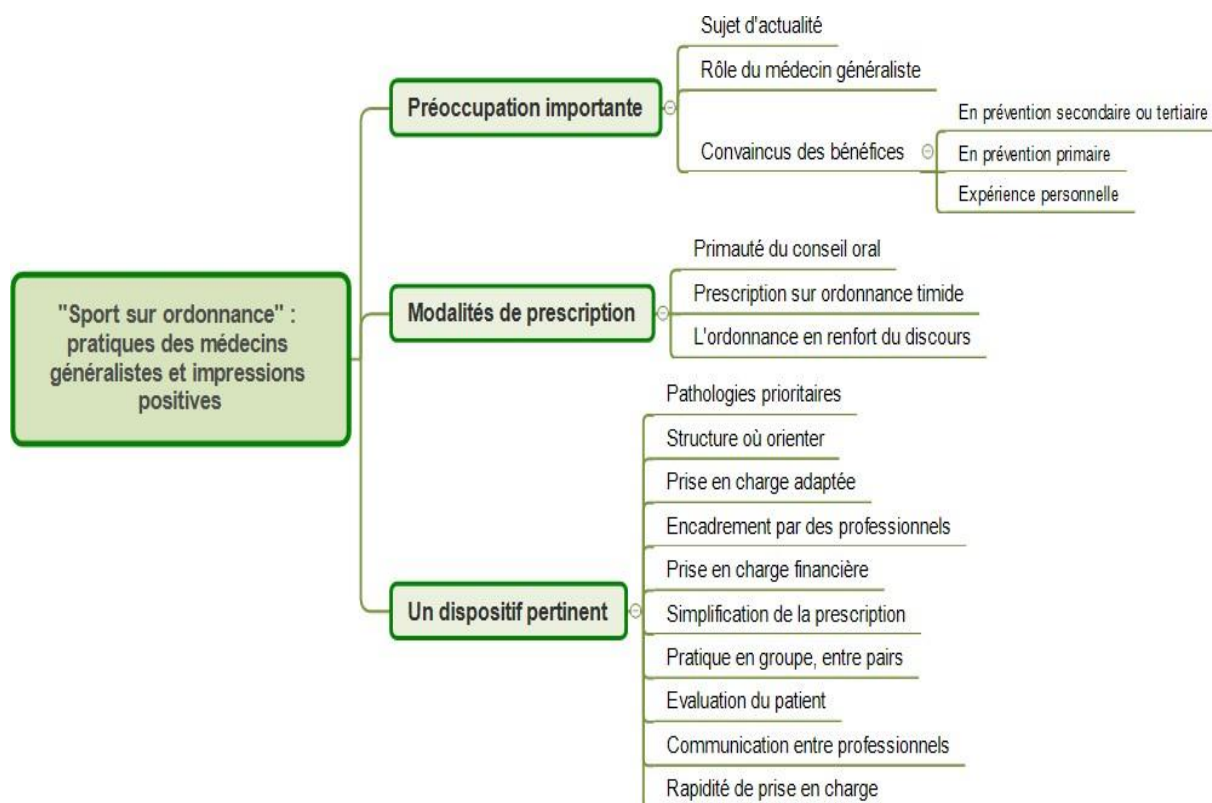 "Sport sur ordonnance" :
pratiques des médecins
généralistes et impressions
positives
Préoccupation importante
Sujet d'actualité
Rôle du médecin généraliste
Convaincus des bénéfices
En prévention secondaire ou tertiaire
En prévention primaire
Expérience personnelle
Modalités de prescription
Primauté du conseil oral
Prescription sur ordonnance timide
L'ordonnance en renfort du discours
Un dispositif pertinent
Pathologies prioritaires
Structure où orienter
Prise en charge adaptée
Encadrement par des professionnels
Prise en charge financière
Simplification de la prescription
Pratique en groupe, entre pairs
Evaluation du patient
Communication entre professionnels
Rapidité de prise en charge